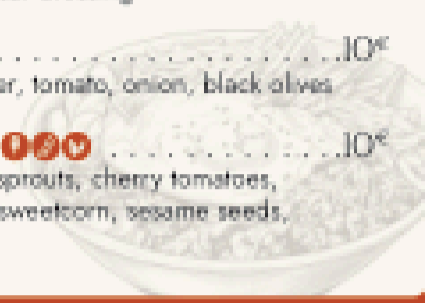 ..................10€
er, tomato, onion, black olives
..................10€
sprouts, cherry tomatoes,
sweetcorn, sesame seeds,